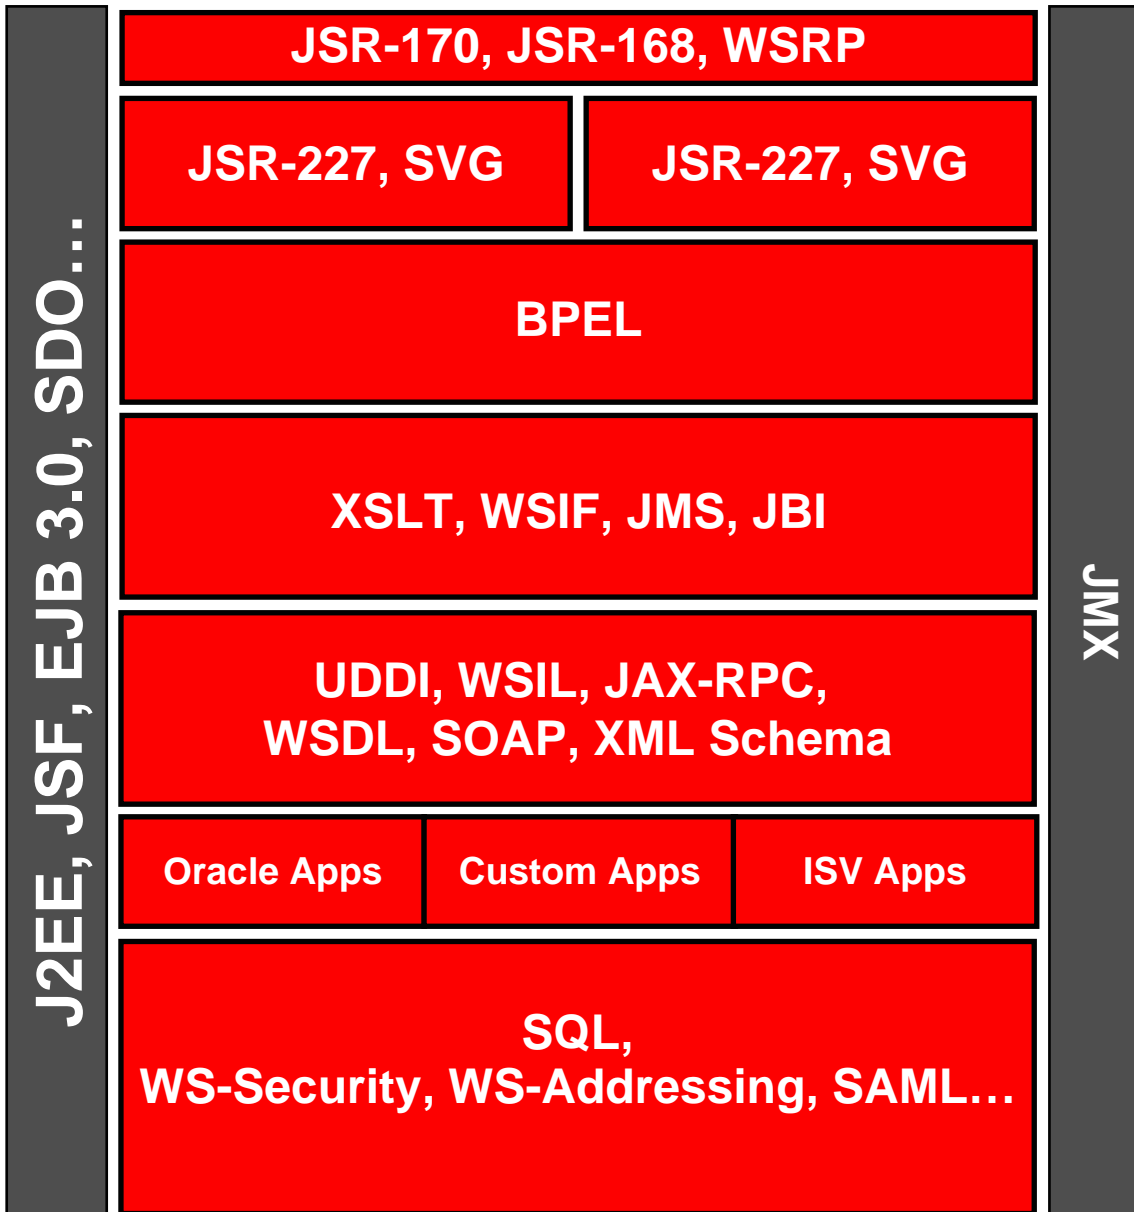 JSR-170, JSR-168, WSRP
JSR-227, SVG
JSR-227, SVG
BPEL
XSLT, WSIF, JMS, JBI
UDDI, WSIL, JAX-RPC,
WSDL, SOAP, XML Schema
Oracle Apps
Custom Apps
ISV Apps
SQL,
WS-Security, WS-Addressing, SAML…
J2EE, JSF, EJB 3.0, SDO…
JMX